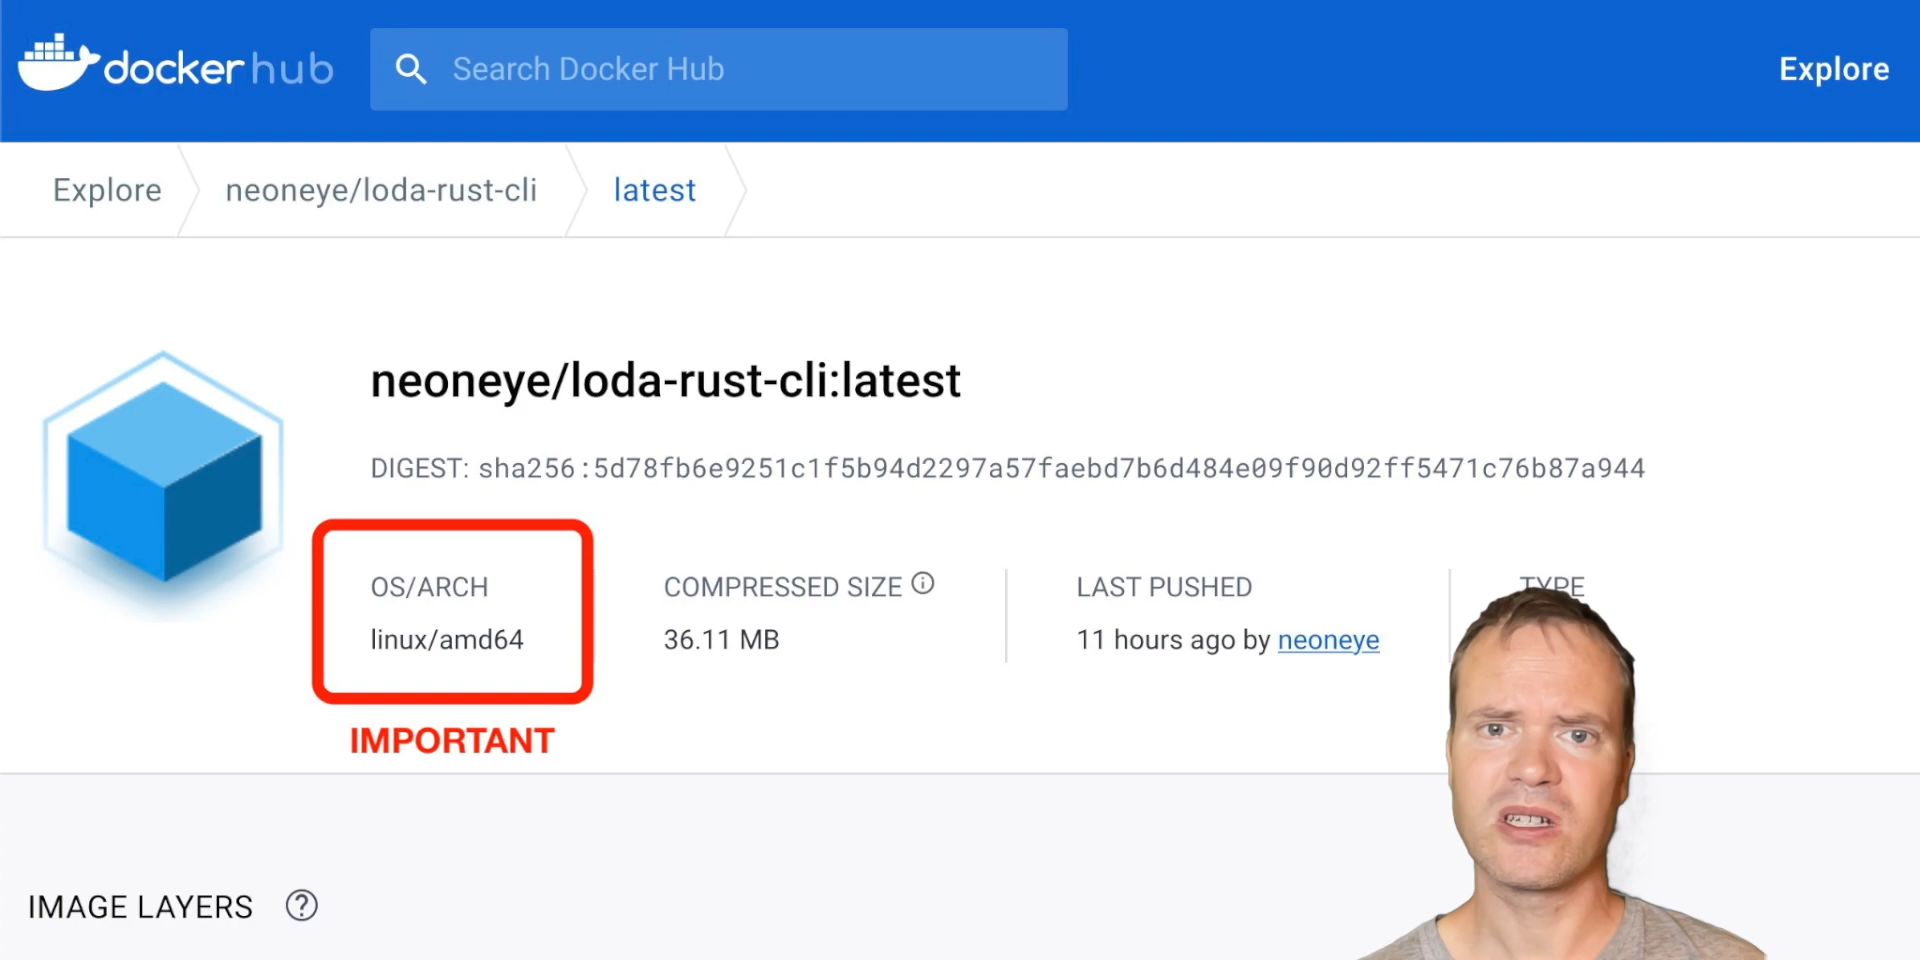 docker hub
Search Docker Hub
Explore
Explore
neoneye/loda-rust-cli
latest
neoneye/loda-rust-cli:latest
DIGEST: sha256:5d78fb6e9251c1f5b94d2297a57faebd7b6d484e09f90d92ff5471c76b87a944
OS/ARCH
linux/amd64
COMPRESSED SIZE
36.11 MB
LAST PUSHED
11 hours ago by neoneye
TYPE
IMPORTANT
IMAGE LAYERS